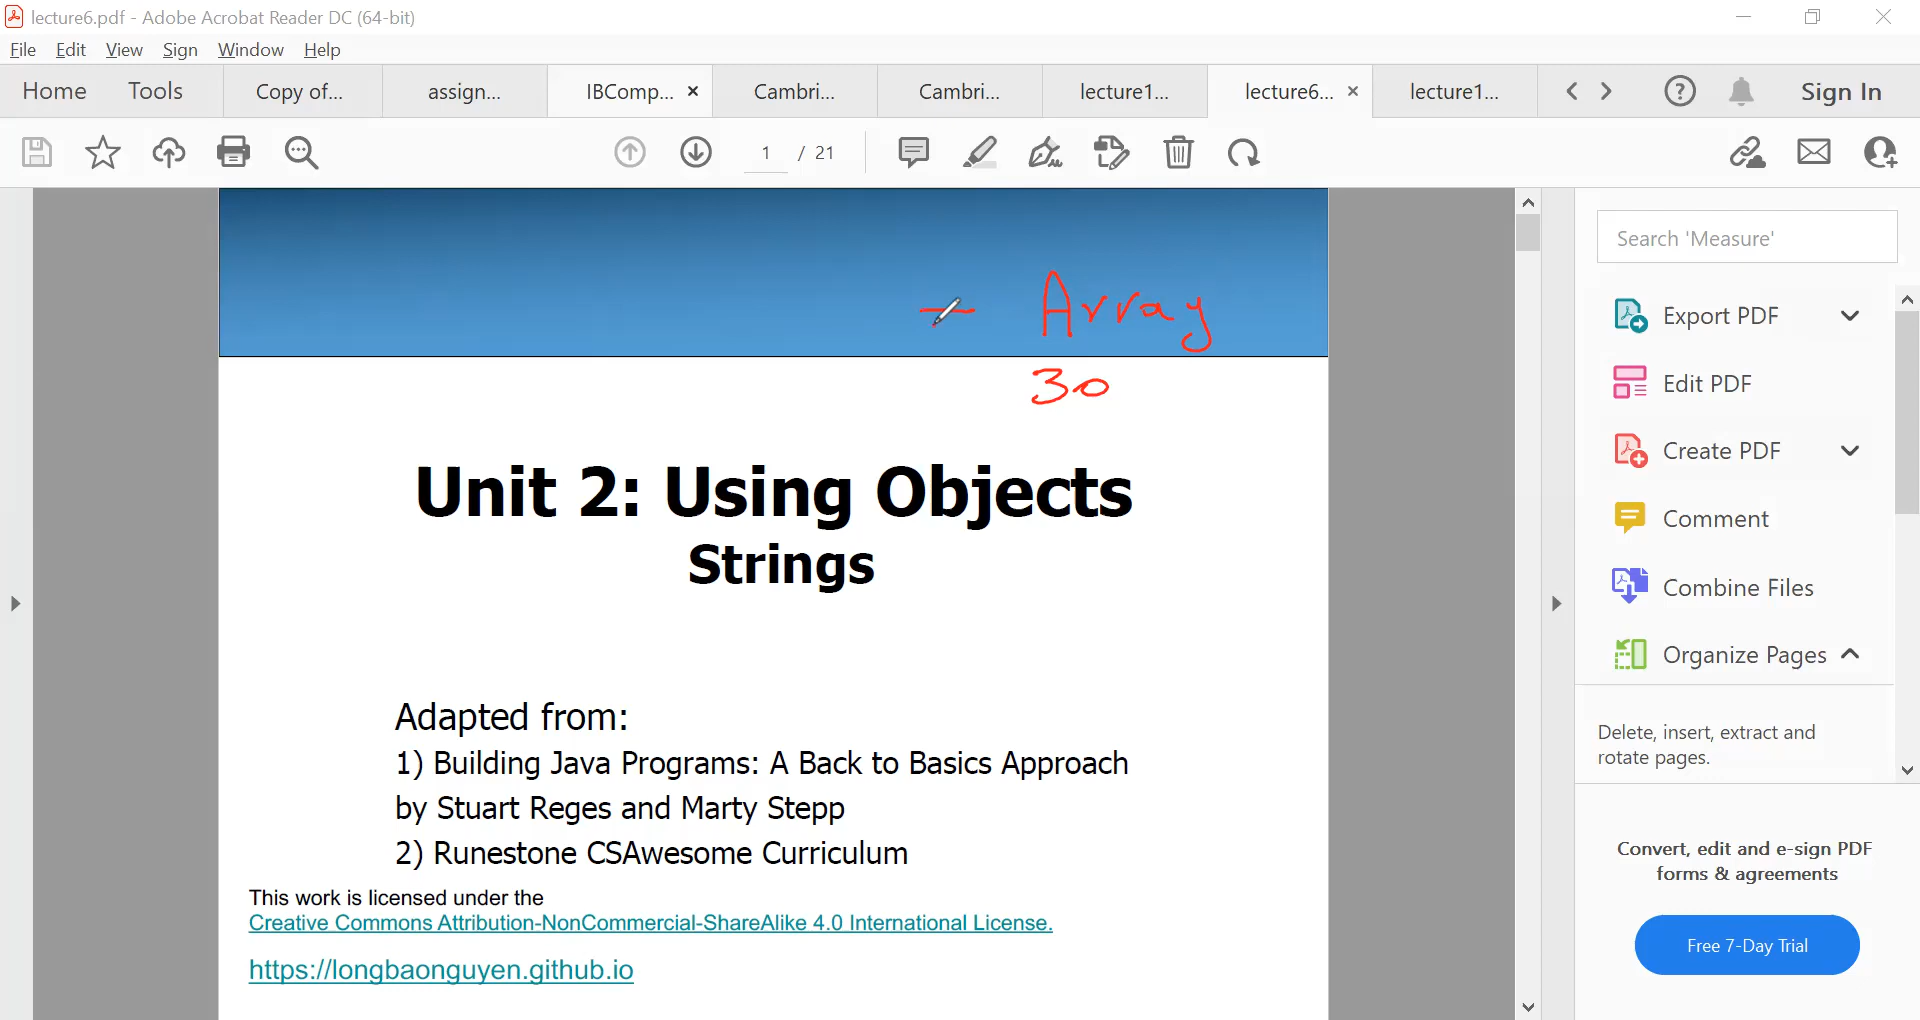 lecture6.pdf - Adobe Acrobat Reader DC (64-bit)
File Edit View Sign Window Help
Home Tools Copy of... assign... IBComp... Cambri... Cambri... lecture1... lecture6... lecture1... Sign In
1 / 21
Search 'Measure'
Array
30
Export PDF
Edit PDF
Create PDF
Comment
Combine Files
Organize Pages
Delete, insert, extract and
rotate pages.
Convert, edit and e-sign PDF
forms & agreements
Free 7-Day Trial
Unit 2: Using Objects
Strings
Adapted from:
1) Building Java Programs: A Back to Basics Approach
by Stuart Reges and Marty Stepp
2) Runestone CSAwesome Curriculum
This work is licensed under the
Creative Commons Attribution-NonCommercial-ShareAlike 4.0 International License.
https://longbaonguyen.github.io